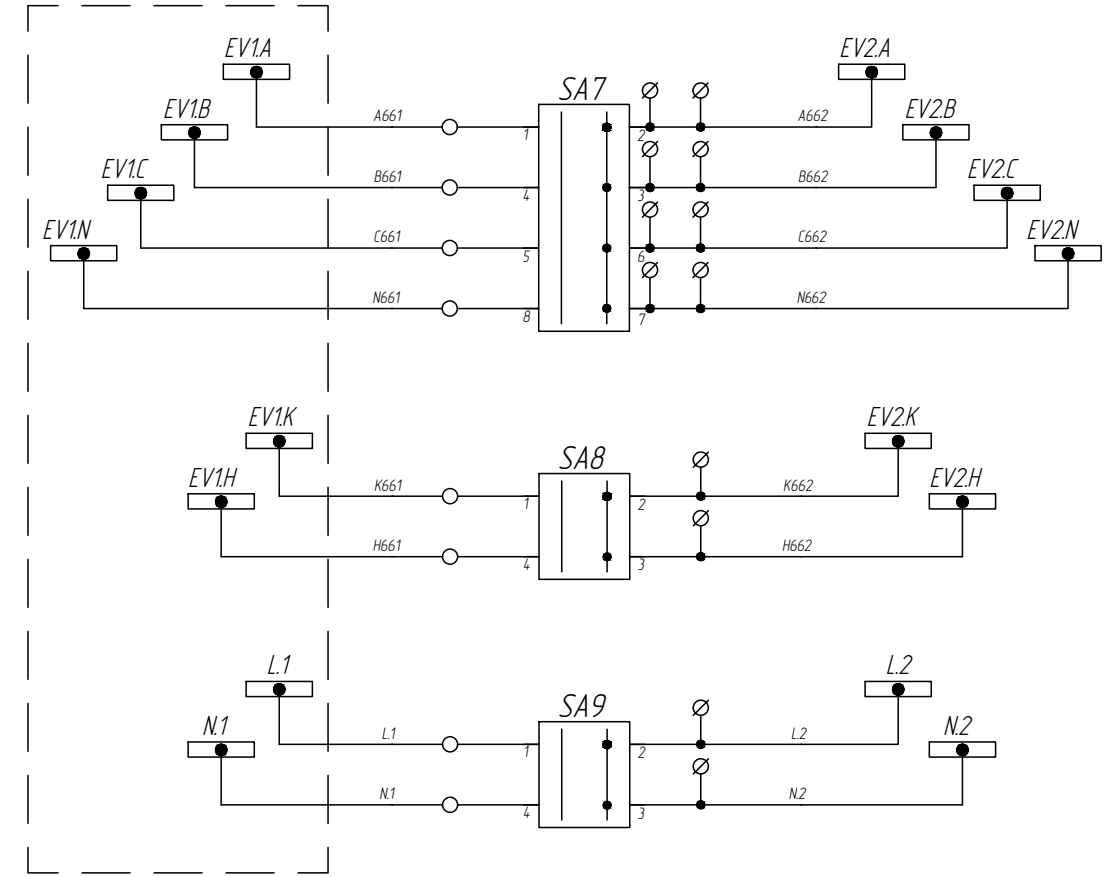 EV1.A
EV2.A
SA7
EV1.B
EV2.B
A661
1
2
A662
EV1.C
EV2.C
B661
4
3
B662
EV1.N
EV2.N
C661
5
6
C662
N661
8
7
N662
EV1.K
EV2.K
SA8
EV1.H
EV2.H
K661
1
2
K662
H661
4
3
H662
L.1
L.2
SA9
N.1
N.2
L.1
1
2
L.2
N.1
4
3
N.2